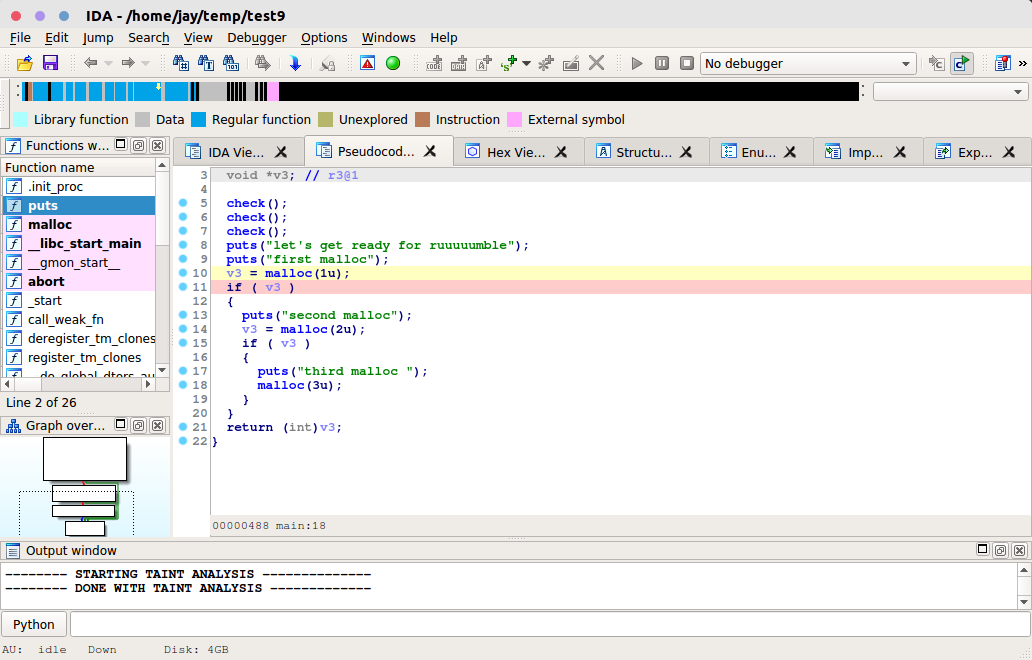 IDA - /home/jay/temp/test9
File Edit Jump Search View Debugger Options Windows Help
No debugger
Library function Data Regular function Unexplored Instruction External symbol
Functions w...
IDA Vie... Pseudocod... Hex Vie... Structu... Enu... Imp... Exp...
Function name
.init_proc
puts
malloc
__libc_start_main
__gmon_start__
abort
_start
call_weak_fn
deregister_tm_clones
register_tm_clones
Line 2 of 26
Graph over...
3 void *v3; // r3@1
4
5 check();
6 check();
7 check();
8 puts("let's get ready for ruuuuumble");
9 puts("first malloc");
10 v3 = malloc(1u);
11 if ( v3 )
12 {
13 puts("second malloc");
14 v3 = malloc(2u);
15 if ( v3 )
16 {
17 puts("third malloc ");
18 malloc(3u);
19 }
20 }
21 return (int)v3;
22 }
00000488 main:18
Output window
-------- STARTING TAINT ANALYSIS --------------
-------- DONE WITH TAINT ANALYSIS -------------
Python
AU: idle Down Disk: 4GB